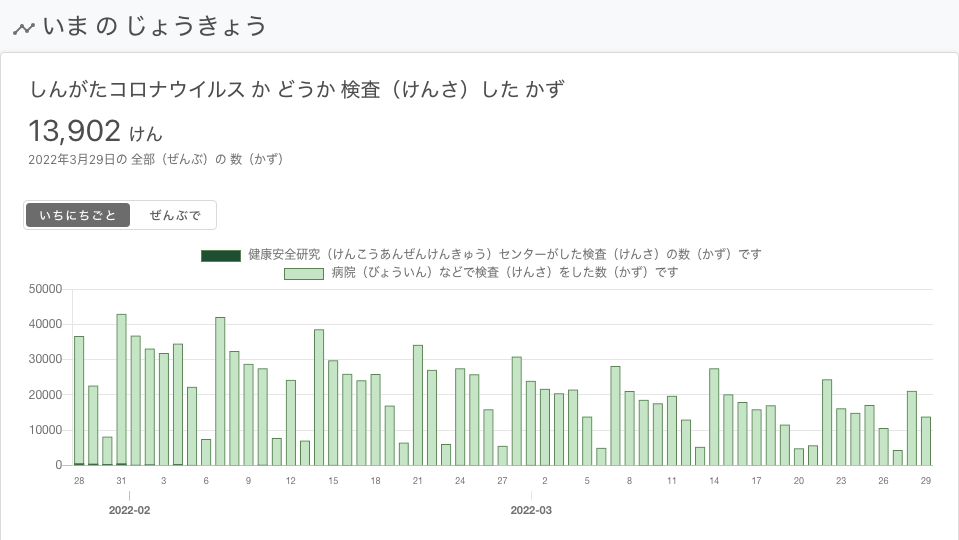 いま の じょうきょう
しんがたコロナウイルス か どうか 検査（けんさ）した かず
13,902 けん
2022年3月29日の 全部（ぜんぶ）の 数（かず）
いちにちごと ぜんぶで
健康安全研究（けんこうあんぜんけんきゅう）センターがした検査（けんさ）の数（かず）です
病院（びょういん）などで検査（けんさ）をした数（かず）です
50000
40000
30000
20000
10000
0
28 31 3 6 9 12 15 18 21 24 27 2 5 8 11 14 17 20 23 26 29
2022-02 2022-03